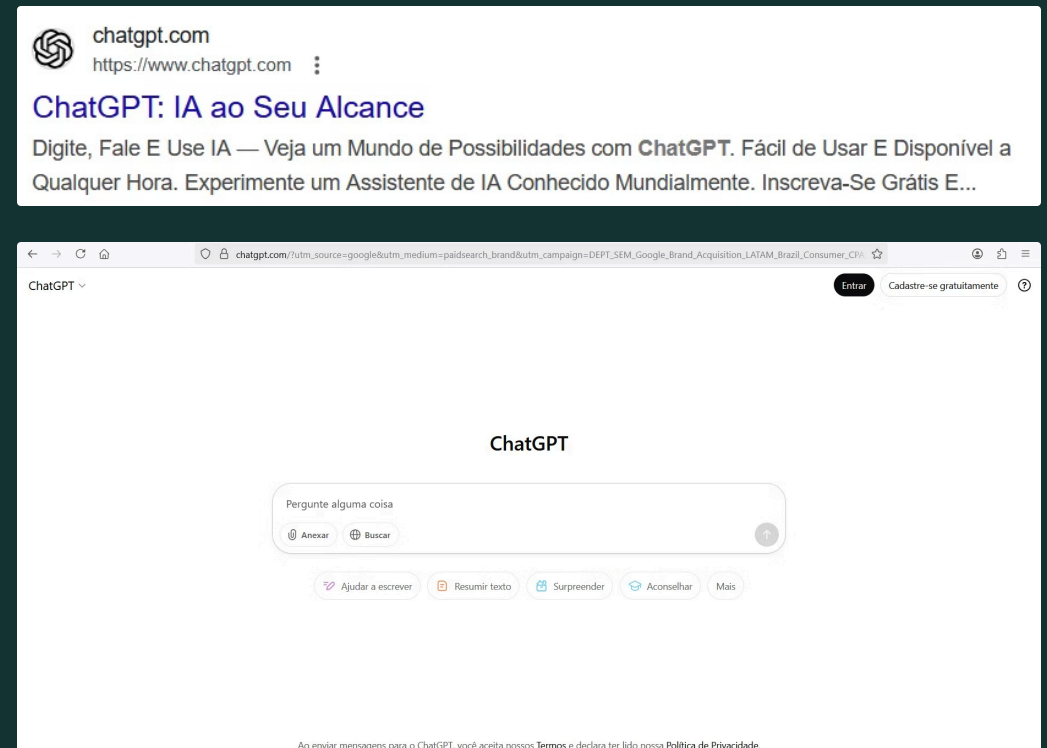 chatgpt.com
https://www.chatgpt.com
ChatGPT: IA ao Seu Alcance
Digite, Fale E Use IA — Veja um Mundo de Possibilidades com ChatGPT. Fácil de Usar E Disponível a
Qualquer Hora. Experimente um Assistente de IA Conhecido Mundialmente. Inscreva-Se Grátis E...
chatgpt.com/?utm_source=google&utm_medium=paidsearch_brand&utm_campaign=DEPT_SEM_Google_Brand_Acquisition_LATAM_Brazil_Consumer_CPA
ChatGPT
Entrar
Cadastre-se gratuitamente
ChatGPT
Pergunte alguma coisa
Anexar
Buscar
Ajudar a escrever
Resumir texto
Surpreender
Aconselhar
Mais
Ao enviar mensagens para o ChatGPT, você aceita nossos Termos e declara ter lido nossa Política de Privacidade.